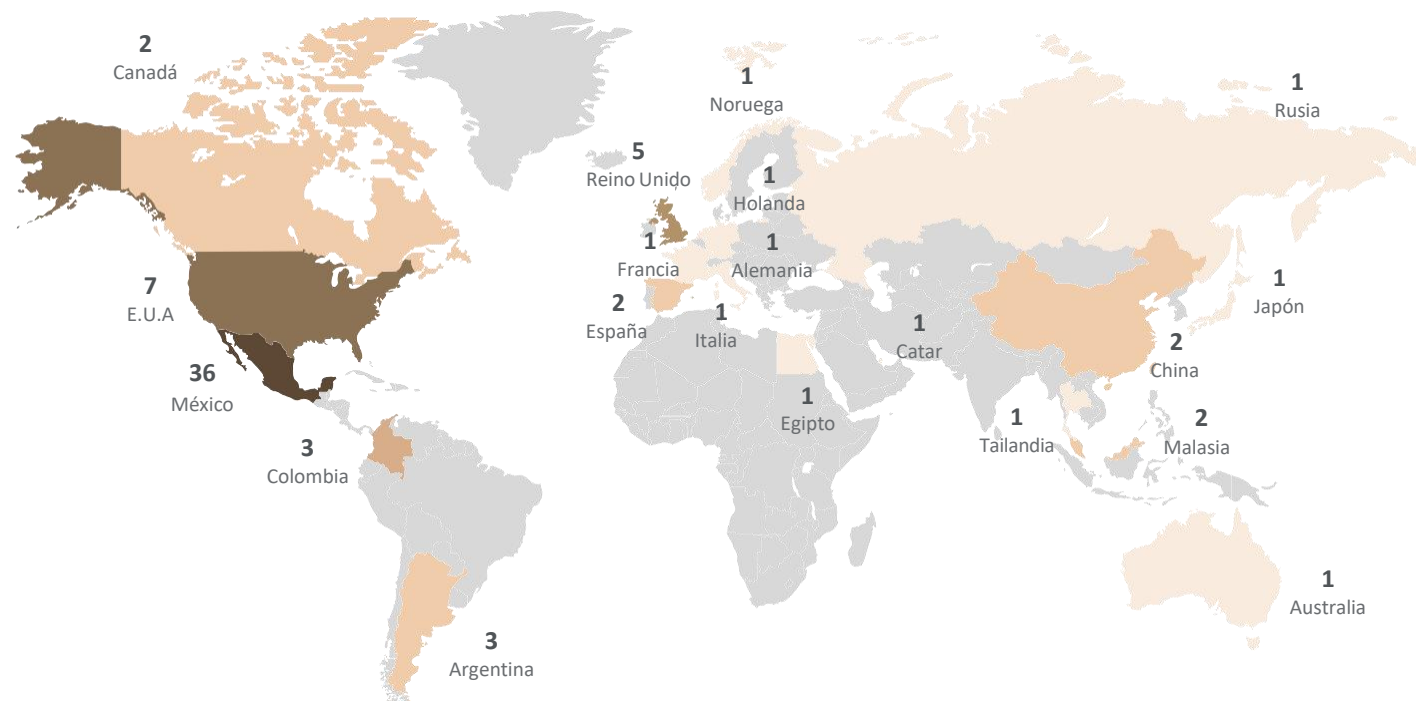 2
Canadá
1
Noruega
1
Rusia
5
Reino Unido
1
Holanda
1
Francia
1
Alemania
7
E.U.A
2
España
1
Italia
1
Catar
1
Japón
2
China
36
México
1
Egipto
1
Tailandia
2
Malasia
3
Colombia
1
Australia
3
Argentina